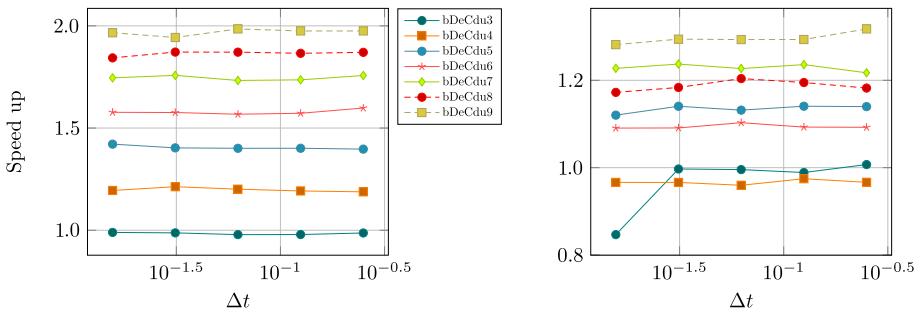 2.0
1.5
1.0
Speed up
10^−1.5
10^−1
10^−0.5
Δt
bDeCdu3
bDeCdu4
bDeCdu5
bDeCdu6
bDeCdu7
bDeCdu8
bDeCdu9
1.2
1.0
0.8
10^−1.5
10^−1
10^−0.5
Δt